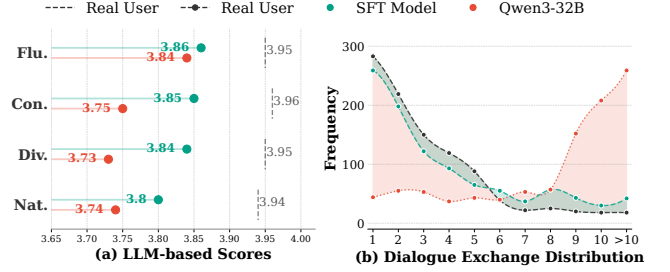 Real User Real User SFT Model Qwen3-32B
Flu. 3.86 3.84 3.95
Con. 3.85 3.75 3.96
Div. 3.84 3.73 3.95
Nat. 3.8 3.74 3.94
3.65 3.70 3.75 3.80 3.85 3.90 3.95 4.00
(a) LLM-based Scores
Frequency
300
200
100
0
1 2 3 4 5 6 7 8 9 10 >10
(b) Dialogue Exchange Distribution